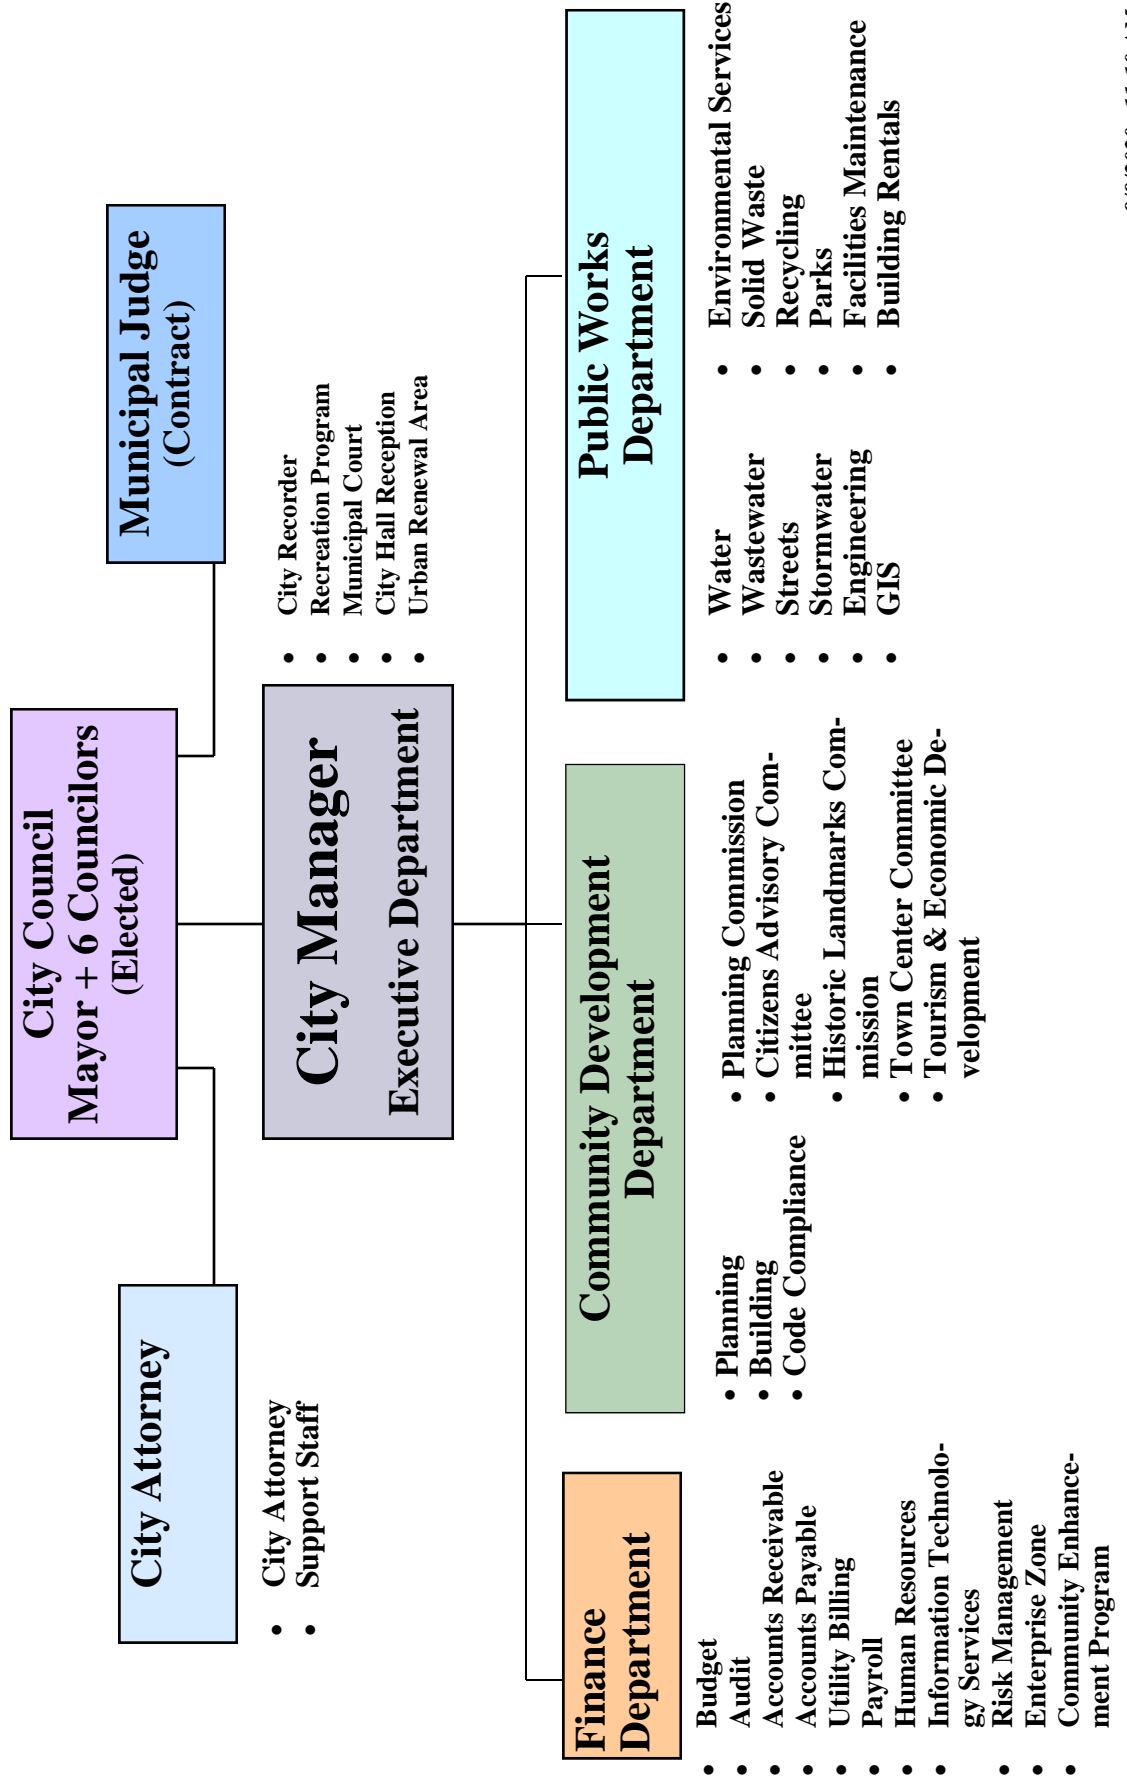 City Council
Mayor + 6 Councilors
(Elected)
City Attorney
• City Attorney
• Support Staff
Municipal Judge
(Contract)
City Manager
Executive Department
• City Recorder
• Recreation Program
• Municipal Court
• City Hall Reception
• Urban Renewal Area
Finance
Department
• Budget
• Audit
• Accounts Receivable
• Accounts Payable
• Utility Billing
• Payroll
• Human Resources
• Information Technolo-
gy Services
• Risk Management
• Enterprise Zone
• Community Enhance-
ment Program
Community Development
Department
• Planning
• Building
• Code Compliance
• Planning Commission
• Citizens Advisory Com-
mittee
• Historic Landmarks Com-
mission
• Town Center Committee
• Tourism & Economic De-
velopment
Public Works
Department
• Water
• Wastewater
• Streets
• Stormwater
• Engineering
• GIS
• Environmental Services
• Solid Waste
• Recycling
• Parks
• Facilities Maintenance
• Building Rentals